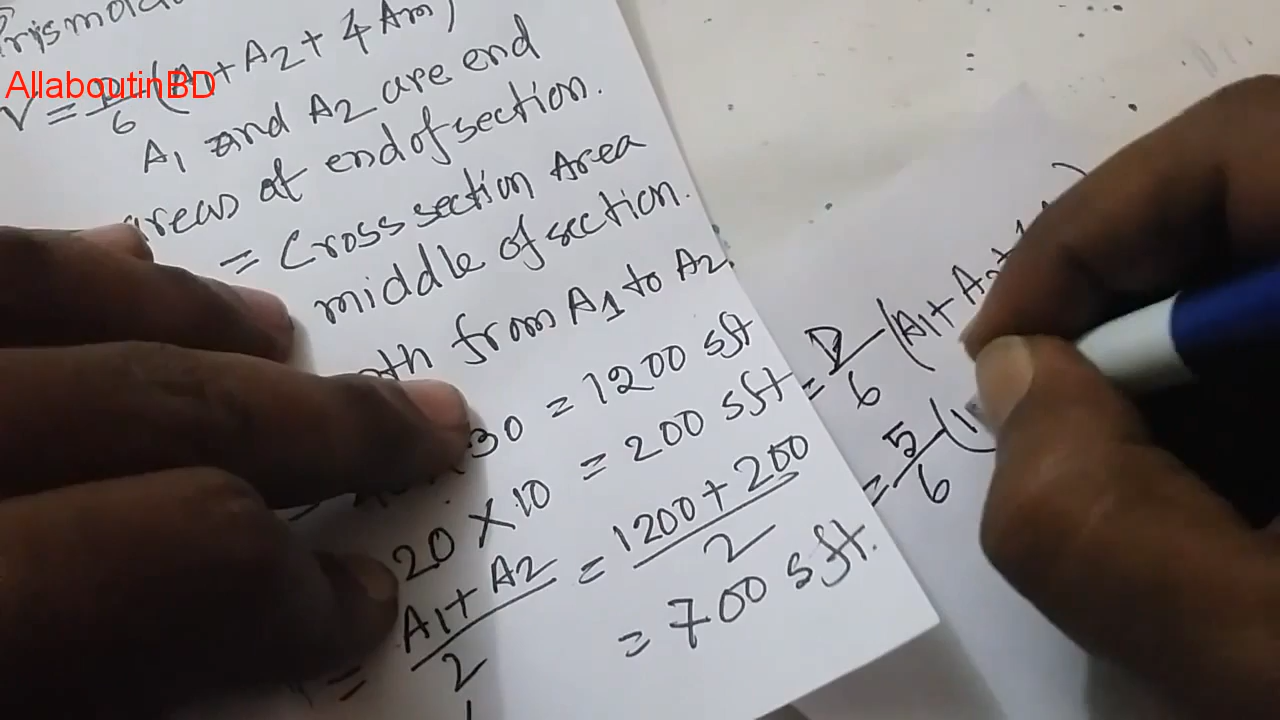 AllaboutinBD
V = D/6 (A1 + A2 + 4 Am)
A1 and A2 are end
areas at end of section.
= Cross section Area
middle of section.
from A1 to A2.
30 = 1200 sft
20 × 10 = 200 sft
= A1 + A2 / 2 = 1200 + 200 / 2
= 700 sft.
= D/6 (A1 + A2 +
= 5/6 (1